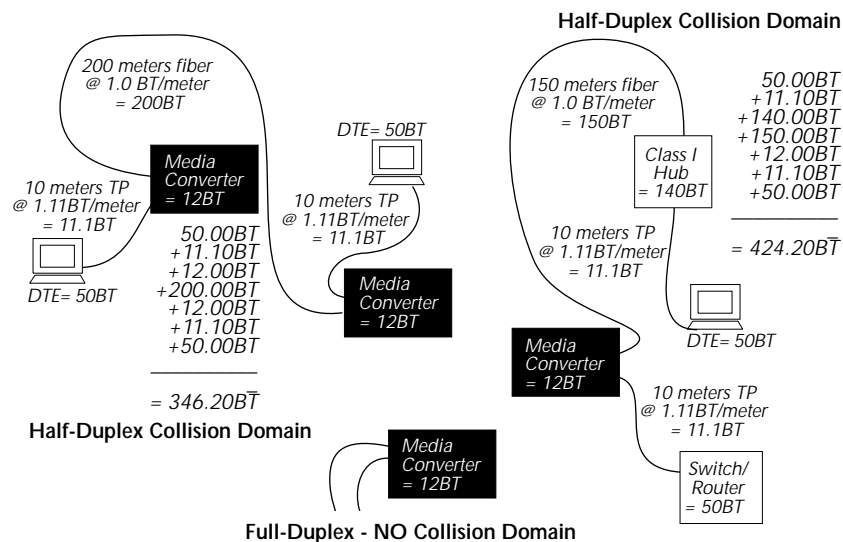 Half-Duplex Collision Domain
200 meters fiber
@ 1.0 BT/meter
= 200BT
Media
Converter
= 12BT
10 meters TP
@ 1.11BT/meter
= 11.1BT
DTE= 50BT
DTE= 50BT
10 meters TP
@ 1.11BT/meter
= 11.1BT
Media
Converter
= 12BT
50.00BT
+11.10BT
+12.00BT
+200.00BT
+12.00BT
+11.10BT
+50.00BT
= 346.20BT
Half-Duplex Collision Domain
150 meters fiber
@ 1.0 BT/meter
= 150BT
Class I
Hub
= 140BT
50.00BT
+11.10BT
+140.00BT
+150.00BT
+12.00BT
+11.10BT
+50.00BT
= 424.20BT
10 meters TP
@ 1.11BT/meter
= 11.1BT
DTE= 50BT
Media
Converter
= 12BT
10 meters TP
@ 1.11BT/meter
= 11.1BT
Switch/
Router
= 50BT
Media
Converter
= 12BT
Full-Duplex - NO Collision Domain